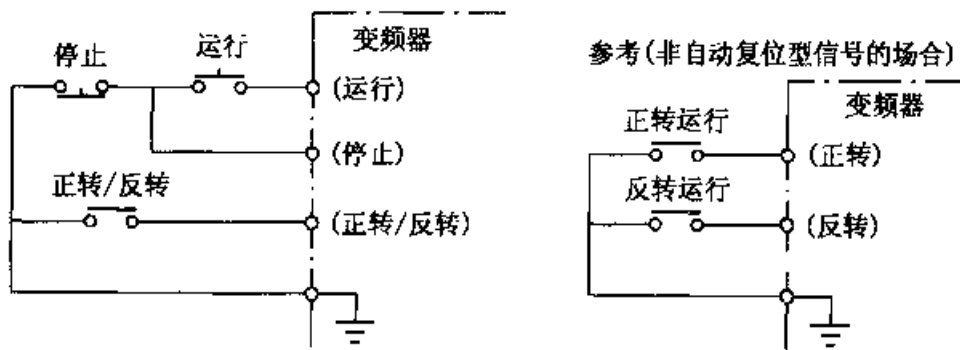 变频器
停止
运行
(运行)
(停止)
正转/反转
(正转/反转)
参考(非自动复位型信号的场合)
变频器
正转运行
(正转)
反转运行
(反转)